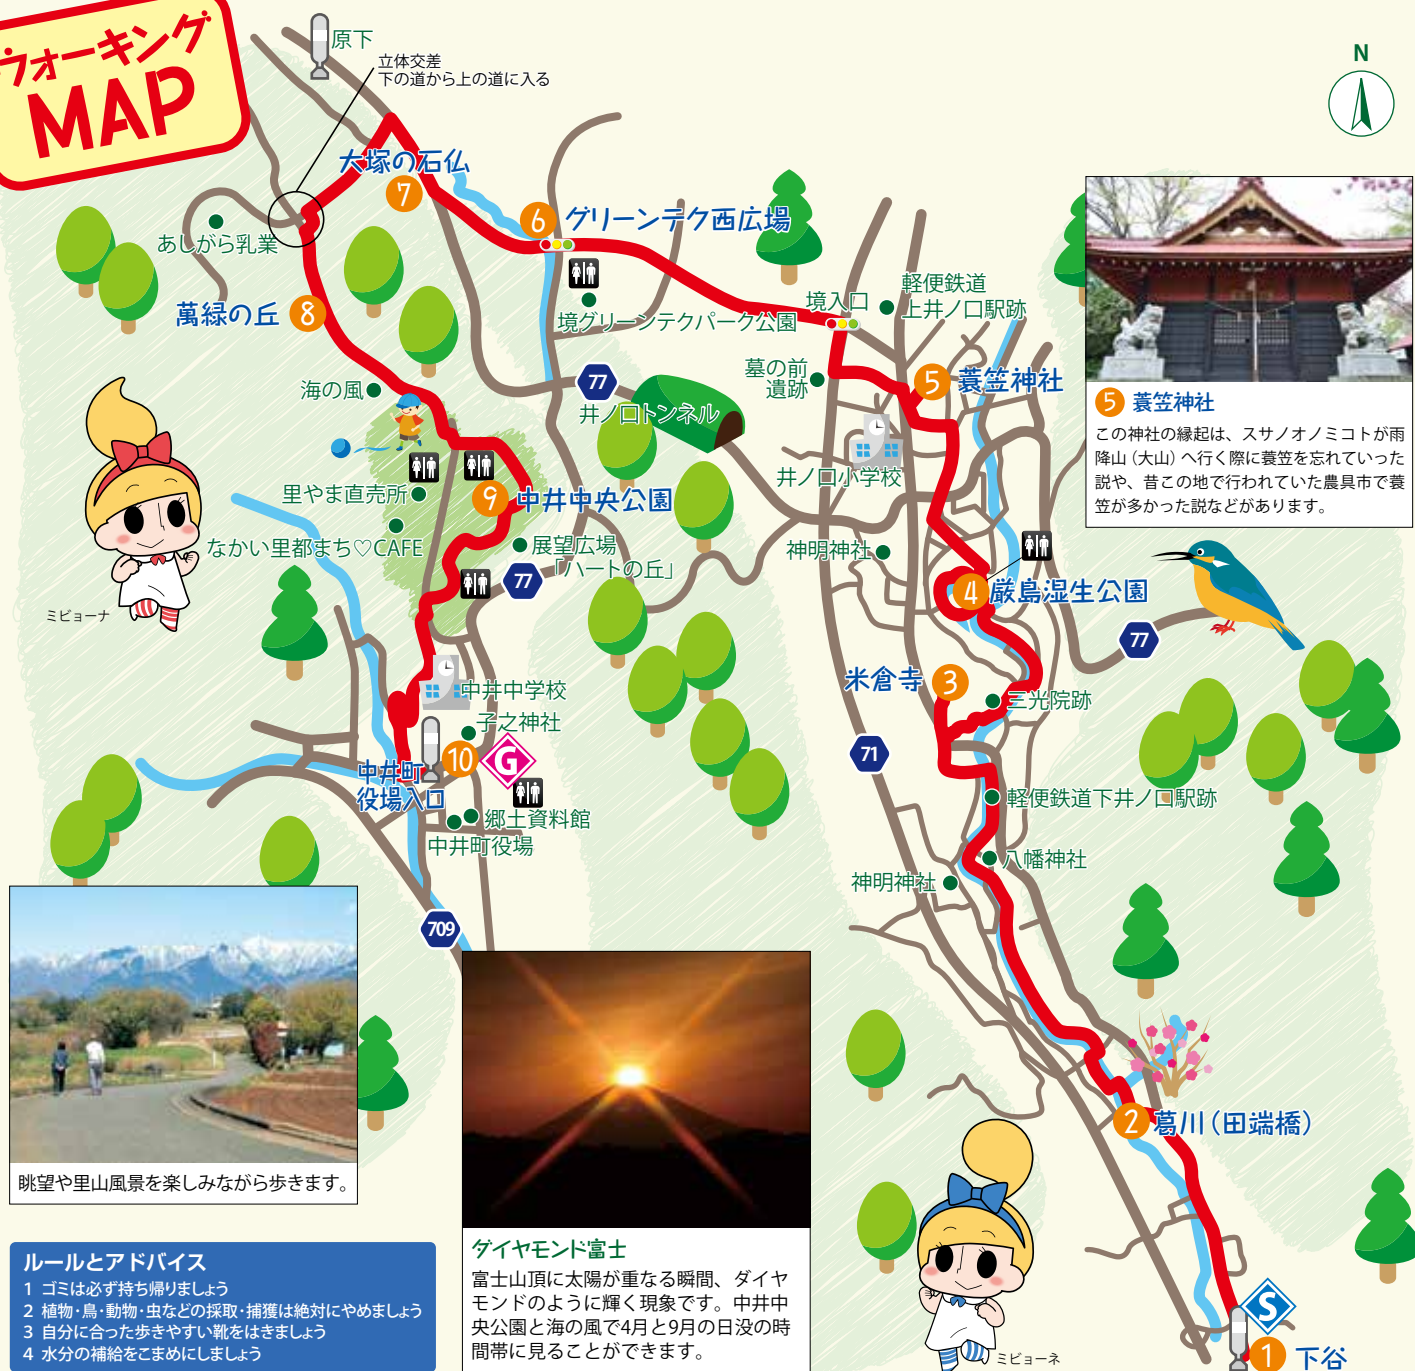 ウォーキング
MAP
原下
立体交差
下の道から上の道に入る
N
大塚の石仏
7
6
グリーンテク西広場
あしがら乳業
境グリーンテクパーク公園
境入口
軽便鉄道
上井ノ口駅跡
萬緑の丘
8
海の風
77
井ノ口トンネル
墓の前
遺跡
5
蓑笠神社
井ノ口小学校
5 蓑笠神社
この神社の縁起は、スサノオノミコトが雨
降山(大山)へ行く際に蓑笠を忘れていった
説や、昔この地で行われていた農具市で蓑
笠が多かった説などがあります。
里やま直売所
9
中井中央公園
なかい里都まち♡CAFE
展望広場
「ハートの丘」
77
神明神社
4
厳島湿生公園
77
ミビョーナ
米倉寺
3
三光院跡
中井中学校
子之神社
10
G
中井町
役場入口
71
軽便鉄道下井ノ口駅跡
郷土資料館
中井町役場
八幡神社
神明神社
709
眺望や里山風景を楽しみながら歩きます。
2
葛川(田端橋)
ルールとアドバイス
1 ゴミは必ず持ち帰りましょう
2 植物・鳥・動物・虫などの採取・捕獲は絶対にやめましょう
3 自分に合った歩きやすい靴をはきましょう
4 水分の補給をこまめにしましょう
ダイヤモンド富士
富士山頂に太陽が重なる瞬間、ダイヤ
モンドのように輝く現象です。中井中
央公園と海の風で4月と9月の日没の時
間帯に見ることができます。
ミビョーネ
S
1
下谷